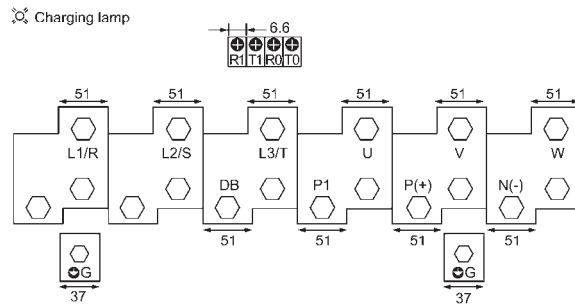 Charging lamp
6.6
R1 T1 R0 T0
51 51 51 51 51 51
L1/R L2/S L3/T U V W
DB P1 P(+) N(-)
51 51 51 51
G G
37 37